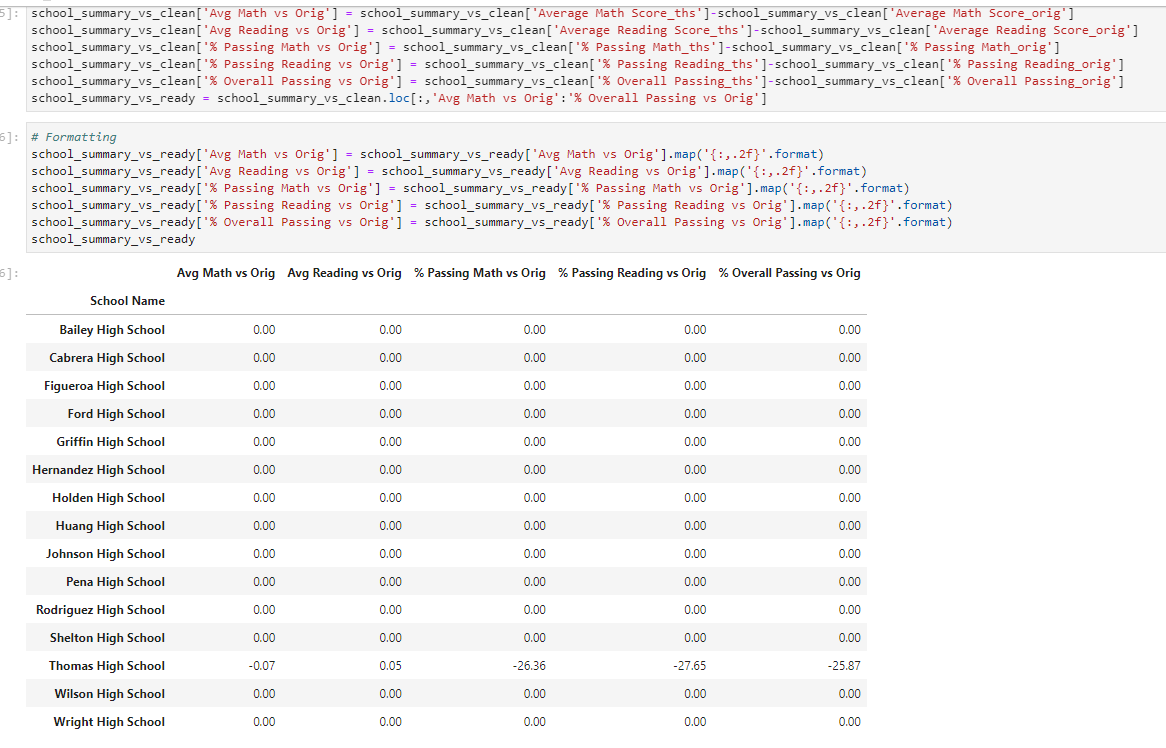 5]: school_summary_vs_clean['Avg Math vs Orig'] = school_summary_vs_clean['Average Math Score_ths']-school_summary_vs_clean['Average Math Score_orig']
school_summary_vs_clean['Avg Reading vs Orig'] = school_summary_vs_clean['Average Reading Score_ths']-school_summary_vs_clean['Average Reading Score_orig']
school_summary_vs_clean['% Passing Math vs Orig'] = school_summary_vs_clean['% Passing Math_ths']-school_summary_vs_clean['% Passing Math_orig']
school_summary_vs_clean['% Passing Reading vs Orig'] = school_summary_vs_clean['% Passing Reading_ths']-school_summary_vs_clean['% Passing Reading_orig']
school_summary_vs_clean['% Overall Passing vs Orig'] = school_summary_vs_clean['% Overall Passing_ths']-school_summary_vs_clean['% Overall Passing_orig']
school_summary_vs_ready = school_summary_vs_clean.loc[:,'Avg Math vs Orig':'% Overall Passing vs Orig']
6]: # Formatting
school_summary_vs_ready['Avg Math vs Orig'] = school_summary_vs_ready['Avg Math vs Orig'].map('{:,.2f}'.format)
school_summary_vs_ready['Avg Reading vs Orig'] = school_summary_vs_ready['Avg Reading vs Orig'].map('{:,.2f}'.format)
school_summary_vs_ready['% Passing Math vs Orig'] = school_summary_vs_ready['% Passing Math vs Orig'].map('{:,.2f}'.format)
school_summary_vs_ready['% Passing Reading vs Orig'] = school_summary_vs_ready['% Passing Reading vs Orig'].map('{:,.2f}'.format)
school_summary_vs_ready['% Overall Passing vs Orig'] = school_summary_vs_ready['% Overall Passing vs Orig'].map('{:,.2f}'.format)
school_summary_vs_ready
6]: Avg Math vs Orig Avg Reading vs Orig % Passing Math vs Orig % Passing Reading vs Orig % Overall Passing vs Orig
School Name
Bailey High School 0.00 0.00 0.00 0.00 0.00
Cabrera High School 0.00 0.00 0.00 0.00 0.00
Figueroa High School 0.00 0.00 0.00 0.00 0.00
Ford High School 0.00 0.00 0.00 0.00 0.00
Griffin High School 0.00 0.00 0.00 0.00 0.00
Hernandez High School 0.00 0.00 0.00 0.00 0.00
Holden High School 0.00 0.00 0.00 0.00 0.00
Huang High School 0.00 0.00 0.00 0.00 0.00
Johnson High School 0.00 0.00 0.00 0.00 0.00
Pena High School 0.00 0.00 0.00 0.00 0.00
Rodriguez High School 0.00 0.00 0.00 0.00 0.00
Shelton High School 0.00 0.00 0.00 0.00 0.00
Thomas High School -0.07 0.05 -26.36 -27.65 -25.87
Wilson High School 0.00 0.00 0.00 0.00 0.00
Wright High School 0.00 0.00 0.00 0.00 0.00